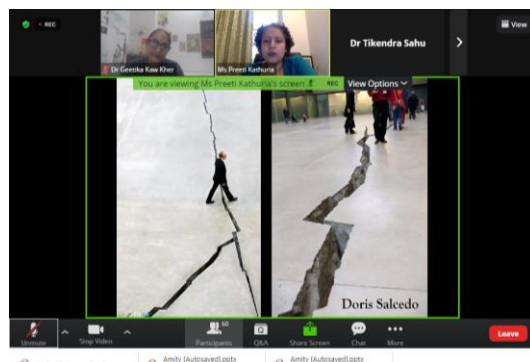 REC
View
Dr Geetika Kaw Kher
Ms Preeti Kathuria
Dr Tikendra Sahu
You are viewing Ms Preeti Kathuria's screen
REC
View Options
Doris Salcedo
60
Unmute
Stop Video
Participants
Q&A
Share Screen
Chat
More
Leave
Amity [Autosaved].pptx
Amity [Autosaved].pptx